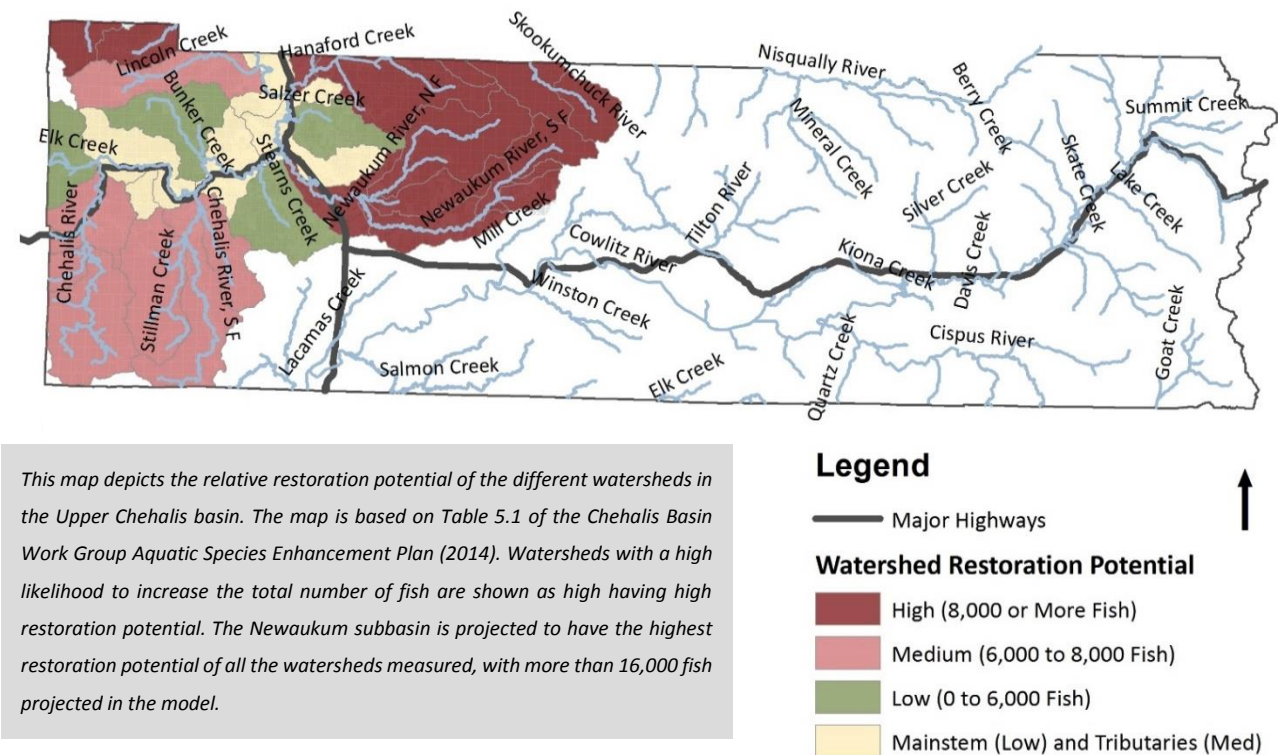 Skookumchuck River
Hanaford Creek
Lincoln Creek
Nisqually River
Berry Creek
Bunker Creek
Salzer Creek
Newaukum River, N F
Mineral Creek
Summit Creek
Elk Creek
Stearns Creek
Newaukum River, S F
Skate Creek
Lake Creek
Silver Creek
Mill Creek
Tilton River
Chehalis River
Stillman Creek
Chehalis River, S F
Cowlitz River
Kiona Creek
Davis Creek
Winston Creek
Lacamas Creek
Cispus River
Goat Creek
Salmon Creek
Elk Creek
Quartz Creek
This map depicts the relative restoration potential of the different watersheds in
the Upper Chehalis basin. The map is based on Table 5.1 of the Chehalis Basin
Work Group Aquatic Species Enhancement Plan (2014). Watersheds with a high
likelihood to increase the total number of fish are shown as high having high
restoration potential. The Newaukum subbasin is projected to have the highest
restoration potential of all the watersheds measured, with more than 16,000 fish
projected in the model.
Legend
Major Highways
Watershed Restoration Potential
High (8,000 or More Fish)
Medium (6,000 to 8,000 Fish)
Low (0 to 6,000 Fish)
Mainstem (Low) and Tributaries (Med)